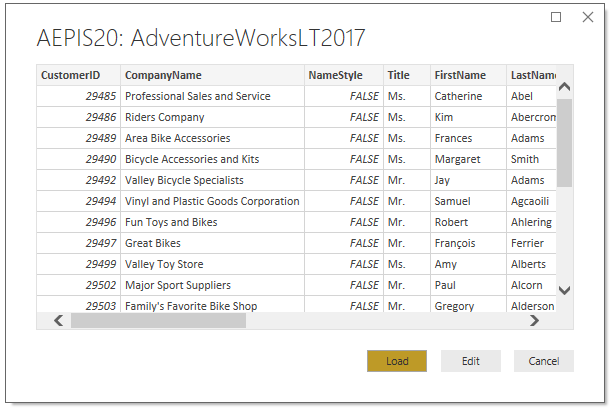 AEPIS20: AdventureWorksLT2017
CustomerID CompanyName NameStyle Title FirstName LastName
29485 Professional Sales and Service FALSE Ms. Catherine Abel
29486 Riders Company FALSE Ms. Kim Abercrom
29489 Area Bike Accessories FALSE Ms. Frances Adams
29490 Bicycle Accessories and Kits FALSE Ms. Margaret Smith
29492 Valley Bicycle Specialists FALSE Mr. Jay Adams
29494 Vinyl and Plastic Goods Corporation FALSE Mr. Samuel Agcaoili
29496 Fun Toys and Bikes FALSE Mr. Robert Ahlering
29497 Great Bikes FALSE Mr. François Ferrier
29499 Valley Toy Store FALSE Ms. Amy Alberts
29502 Major Sport Suppliers FALSE Mr. Paul Alcorn
29503 Family's Favorite Bike Shop FALSE Mr. Gregory Alderson
Load Edit Cancel